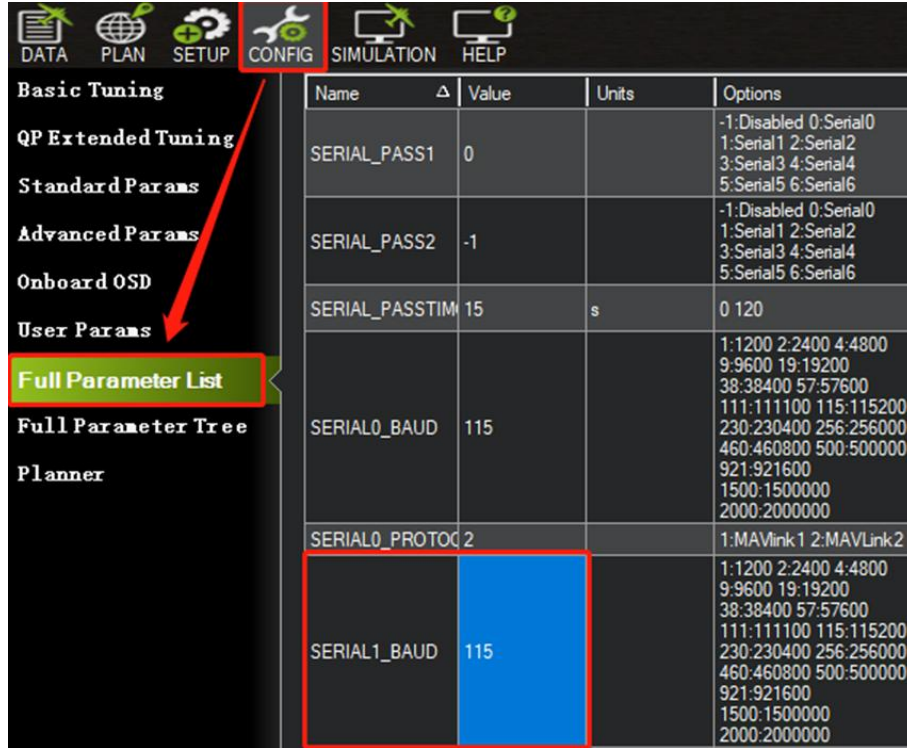 DATA PLAN SETUP CONFIG SIMULATION HELP
Basic Tuning
QP Extended Tuning
Standard Params
Advanced Params
Onboard OSD
User Params
Full Parameter List
Full Parameter Tree
Planner
Name Value Units Options
SERIAL_PASS1 0
-1:Disabled 0:Serial0
1:Serial1 2:Serial2
3:Serial3 4:Serial4
5:Serial5 6:Serial6
SERIAL_PASS2 -1
-1:Disabled 0:Serial0
1:Serial1 2:Serial2
3:Serial3 4:Serial4
5:Serial5 6:Serial6
SERIAL_PASSTIM 15 s 0 120
SERIAL0_BAUD 115
1:1200 2:2400 4:4800
9:9600 19:19200
38:38400 57:57600
111:111100 115:115200
230:230400 256:256000
460:460800 500:500000
921:921600
1500:1500000
2000:2000000
SERIAL0_PROTOC 2 1:MAVlink1 2:MAVLink2
SERIAL1_BAUD 115
1:1200 2:2400 4:4800
9:9600 19:19200
38:38400 57:57600
111:111100 115:115200
230:230400 256:256000
460:460800 500:500000
921:921600
1500:1500000
2000:2000000